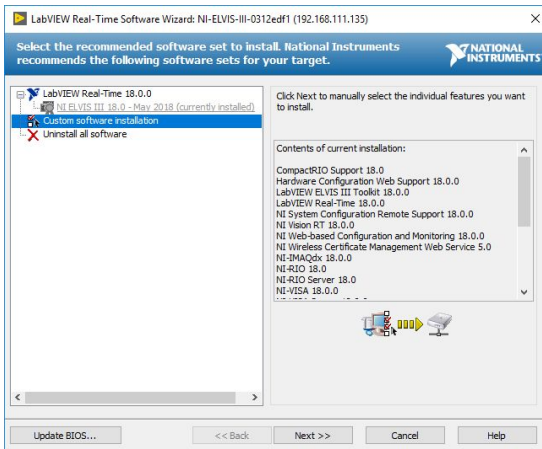 LabVIEW Real-Time Software Wizard: NI-ELVIS-III-0312edf1 (192.168.111.135)
Select the recommended software set to install. National Instruments
recommends the following software sets for your target.
NATIONAL
INSTRUMENTS
LabVIEW Real-Time 18.0.0
NI ELVIS III 18.0 - May 2018 (currently installed)
Custom software installation
Uninstall all software
Click Next to manually select the individual features you want
to install.
Contents of current installation:
CompactRIO Support 18.0
Hardware Configuration Web Support 18.0.0
LabVIEW ELVIS III Toolkit 18.0.0
LabVIEW Real-Time 18.0.0
NI System Configuration Remote Support 18.0.0
NI Vision RT 18.0.0
NI Web-based Configuration and Monitoring 18.0.0
NI Wireless Certificate Management Web Service 5.0
NI-IMAQdx 18.0.0
NI-RIO 18.0
NI-RIO Server 18.0
NI-VISA 18.0.0
Update BIOS...
<< Back
Next >>
Cancel
Help